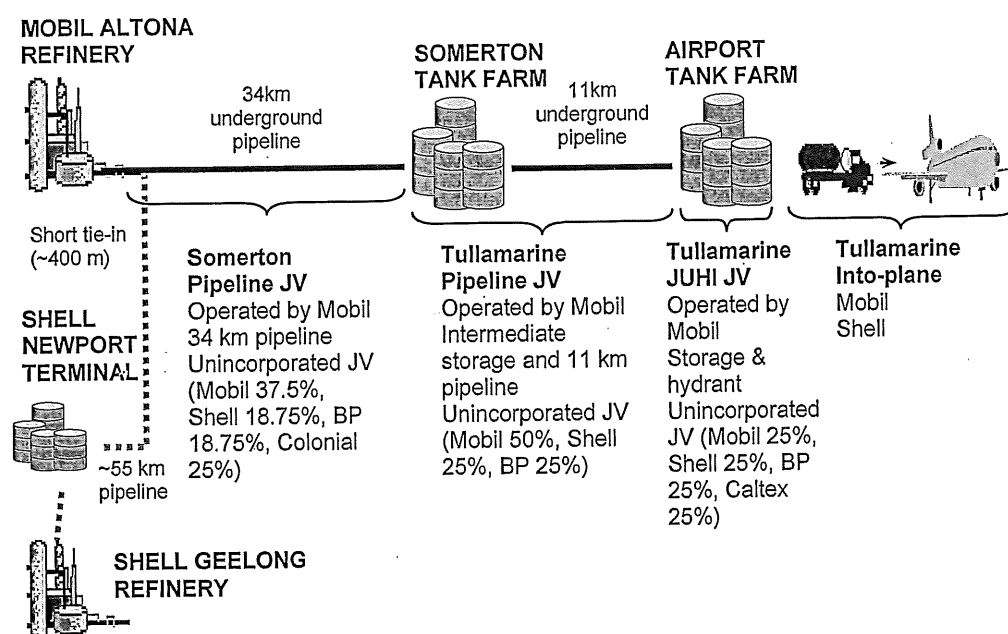 MOBIL ALTONA
REFINERY
34km
underground
pipeline
SOMERTON
TANK FARM
11km
underground
pipeline
AIRPORT
TANK FARM
Short tie-in
(~400 m)
SHELL
NEWPORT
TERMINAL
~55 km
pipeline
SHELL GEELONG
REFINERY
Somerton
Pipeline JV
Operated by Mobil
34 km pipeline
Unincorporated JV
(Mobil 37.5%,
Shell 18.75%, BP
18.75%, Colonial
25%)
Tullamarine
Pipeline JV
Operated by Mobil
Intermediate
storage and 11 km
pipeline
Unincorporated JV
(Mobil 50%, Shell
25%, BP 25%)
Tullamarine
JUHI JV
Operated by
Mobil
Storage &
hydrant
Unincorporated
JV (Mobil 25%,
Shell 25%, BP
25%, Caltex
25%)
Tullamarine
Into-plane
Mobil
Shell